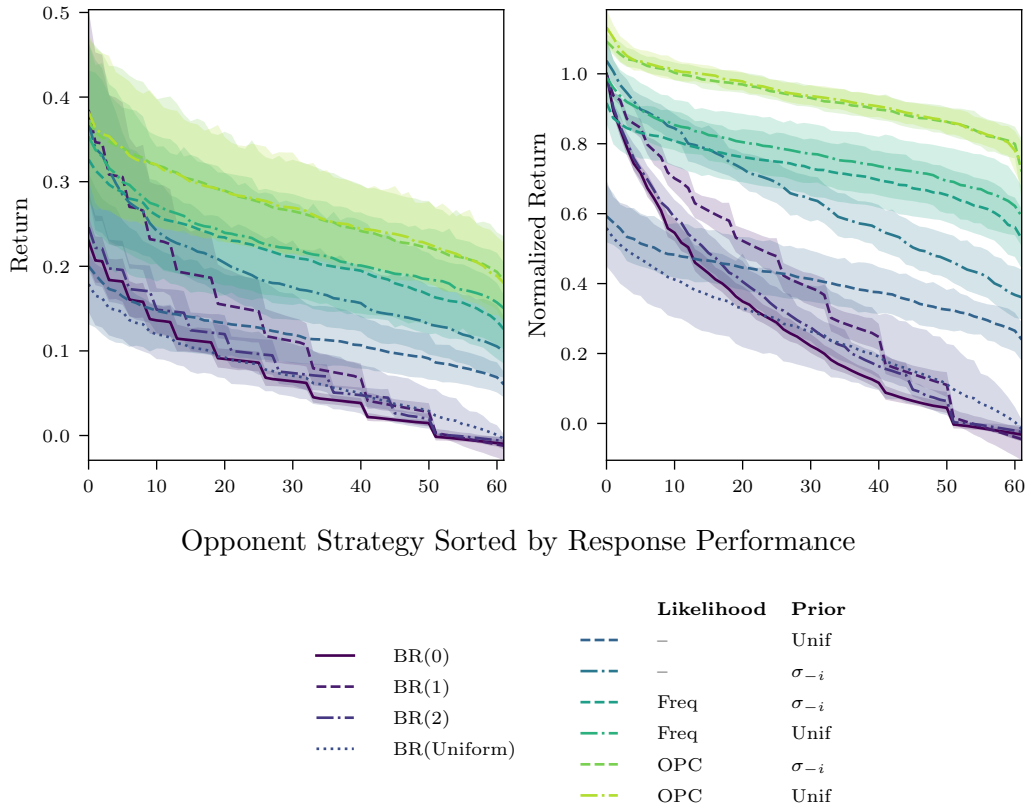 0.5
0.4
0.3
0.2
0.1
0.0
Return
0 10 20 30 40 50 60
1.0
0.8
0.6
0.4
0.2
0.0
Normalized Return
0 10 20 30 40 50 60
Opponent Strategy Sorted by Response Performance
BR(0)
BR(1)
BR(2)
BR(Uniform)
Likelihood Prior
– Unif
– σ₋ᵢ
Freq σ₋ᵢ
Freq Unif
OPC σ₋ᵢ
OPC Unif